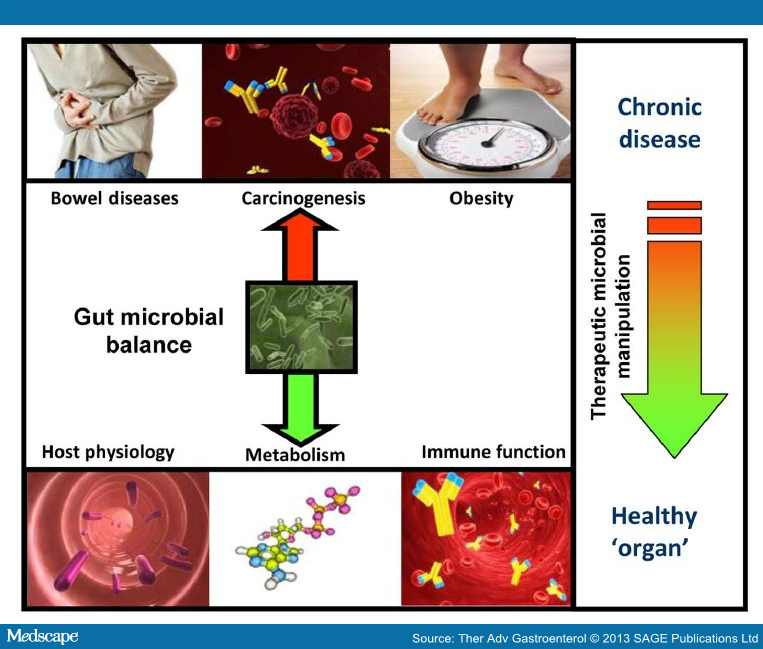 Bowel diseases
Carcinogenesis
Obesity
Gut microbial
balance
Host physiology
Metabolism
Immune function
Chronic
disease
Therapeutic microbial
manipulation
Healthy
‘organ’
Medscape
Source: Ther Adv Gastroenterol © 2013 SAGE Publications Ltd